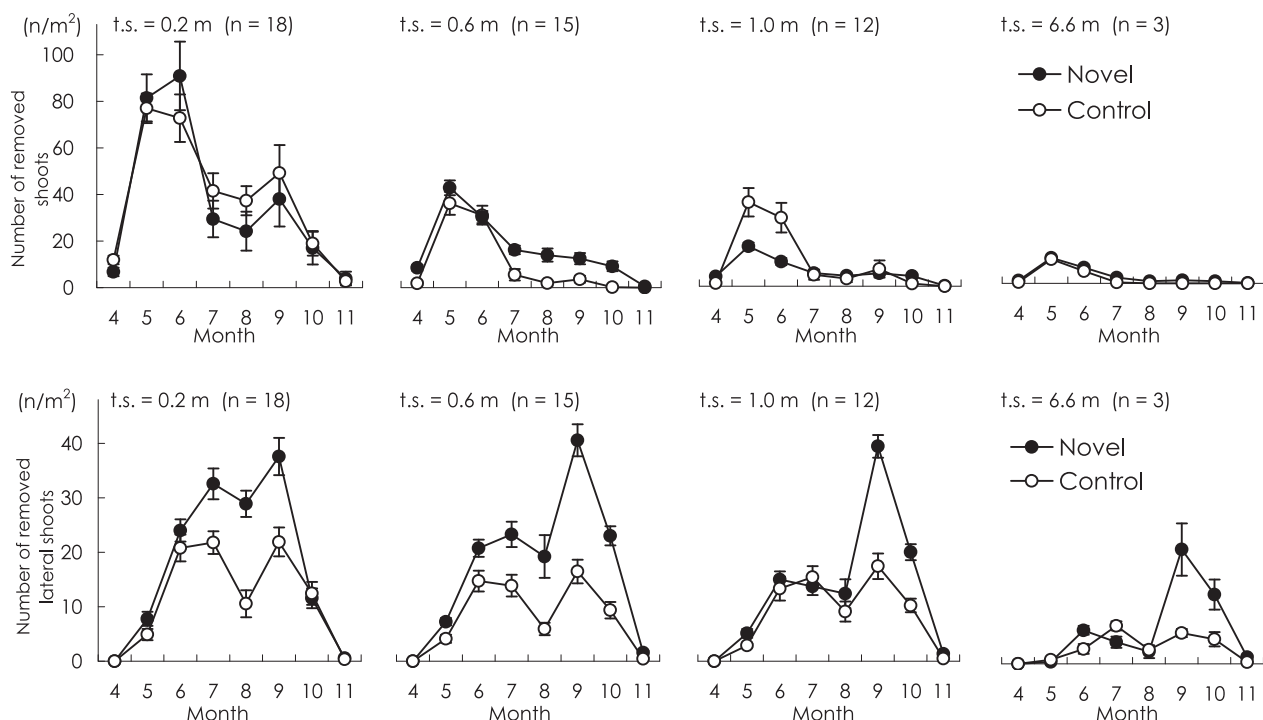 (n/m²) t.s. = 0.2 m (n = 18) t.s. = 0.6 m (n = 15) t.s. = 1.0 m (n = 12) t.s. = 6.6 m (n = 3)
Number of removed
shoots
100
80
60
40
20
0
Novel
Control
4 5 6 7 8 9 10 11 4 5 6 7 8 9 10 11 4 5 6 7 8 9 10 11 4 5 6 7 8 9 10 11
Month Month Month Month
(n/m²) t.s. = 0.2 m (n = 18) t.s. = 0.6 m (n = 15) t.s. = 1.0 m (n = 12) t.s. = 6.6 m (n = 3)
Number of removed
lateral shoots
40
30
20
10
0
Novel
Control
4 5 6 7 8 9 10 11 4 5 6 7 8 9 10 11 4 5 6 7 8 9 10 11 4 5 6 7 8 9 10 11
Month Month Month Month